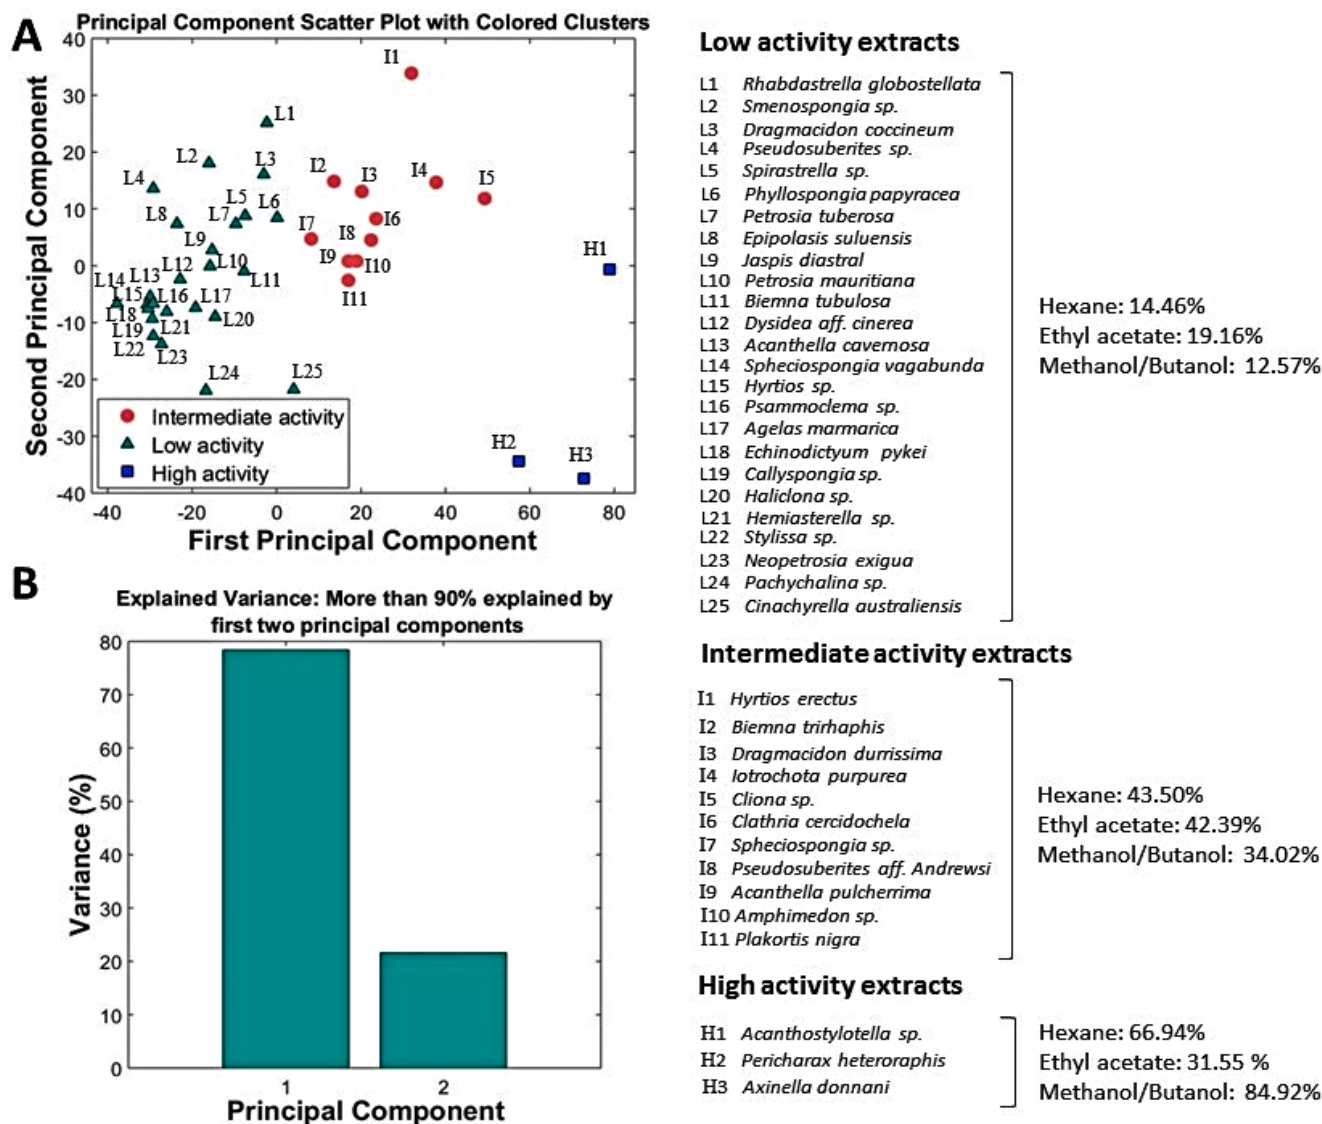 A
Principal Component Scatter Plot with Colored Clusters
Second Principal Component
40
30
20
10
0
-10
-20
-30
-40
I1
L1
L2
L3
I2
I3
I4
I5
L4
L5
L6
L8
L7
I7
I8
I6
L9
I9
H1
L12
L10
I10
L14
L13
L11
L15
L16
L17
I11
L18
L21
L20
L19
L22
L23
L24
L25
H2
H3
Intermediate activity
Low activity
High activity
-40 -20 0 20 40 60 80
First Principal Component
B
Explained Variance: More than 90% explained by
first two principal components
Variance (%)
80
70
60
50
40
30
20
10
0
1 2
Principal Component
Low activity extracts
L1 Rhabdastrella globostellata
L2 Smenospongia sp.
L3 Dragmacidon coccineum
L4 Pseudosuberites sp.
L5 Spirastrella sp.
L6 Phyllospongia papyracea
L7 Petrosia tuberosa
L8 Epipolasis suluensis
L9 Jaspis diastral
L10 Petrosia mauritiana
L11 Biemna tubulosa
L12 Dysidea aff. cinerea
L13 Acanthella cavernosa
L14 Spheciospongia vagabunda
L15 Hyrtios sp.
L16 Psammoclema sp.
L17 Agelas marmarica
L18 Echinodictyum pykei
L19 Callyspongia sp.
L20 Haliclona sp.
L21 Hemiasterella sp.
L22 Stylissa sp.
L23 Neopetrosia exigua
L24 Pachychalina sp.
L25 Cinachyrella australiensis
Hexane: 14.46%
Ethyl acetate: 19.16%
Methanol/Butanol: 12.57%
Intermediate activity extracts
I1 Hyrtios erectus
I2 Biemna trirhaphis
I3 Dragmacidon durrissima
I4 Iotrochota purpurea
I5 Cliona sp.
I6 Clathria cercidochela
I7 Spheciospongia sp.
I8 Pseudosuberites aff. Andrewsi
I9 Acanthella pulcherrima
I10 Amphimedon sp.
I11 Plakortis nigra
Hexane: 43.50%
Ethyl acetate: 42.39%
Methanol/Butanol: 34.02%
High activity extracts
H1 Acanthostylotella sp.
H2 Pericharax heteroraphis
H3 Axinella donnani
Hexane: 66.94%
Ethyl acetate: 31.55 %
Methanol/Butanol: 84.92%